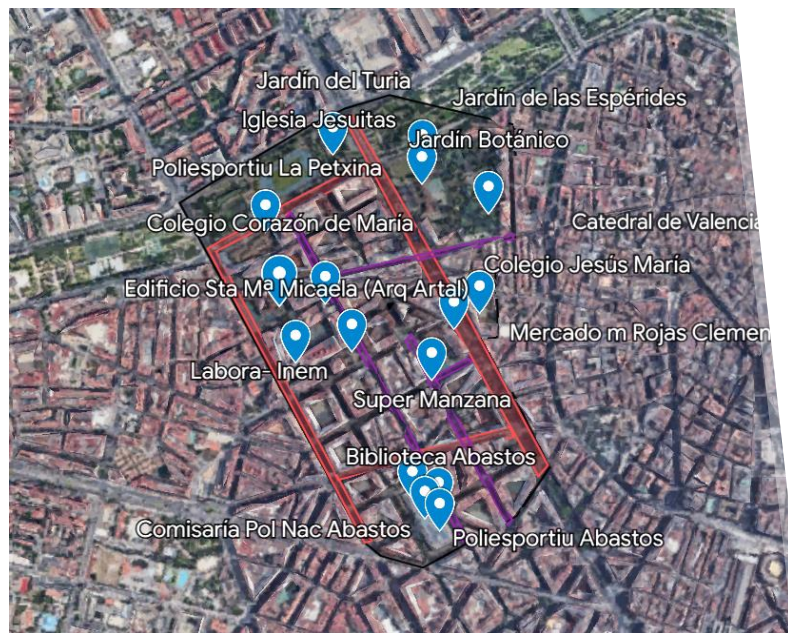 Jardín del Turia
Jardín de las Espérides
Iglesia Jesuitas
Jardín Botánico
Poliesportiu La Petxina
Colegio Corazón de María
Catedral de Valencia
Colegio Jesús María
Edificio Sta Mª Micaela (Arq Artal)
Mercado m Rojas Clemen
Labora- Inem
Super Manzana
Biblioteca Abastos
Comisaría Pol Nac Abastos
Poliesportiu Abastos